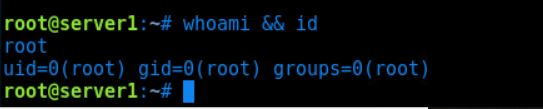 root@server1:~# whoami && id
root
uid=0(root) gid=0(root) groups=0(root)
root@server1:~#